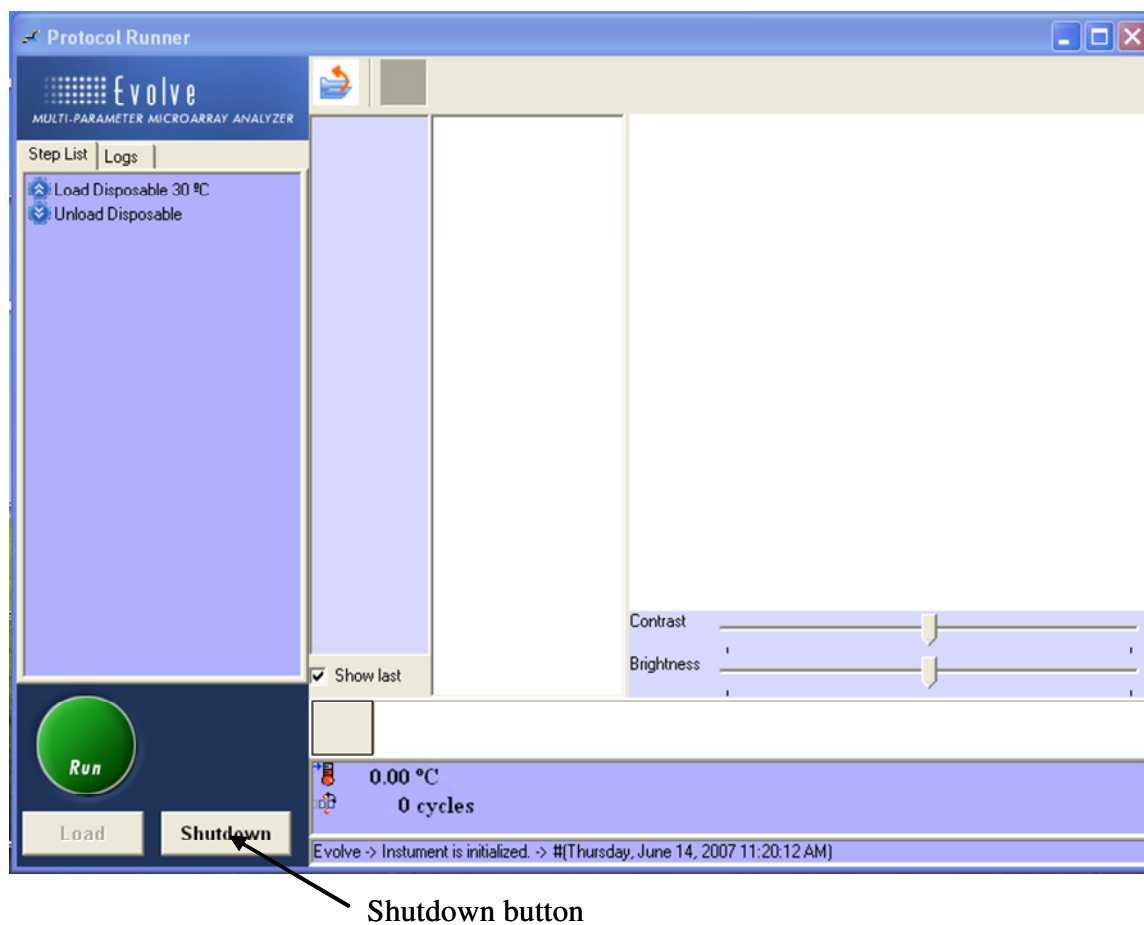 Protocol Runner
Evolve
MULTI-PARAMETER MICROARRAY ANALYZER
Step List Logs
Load Disposable 30 ºC
Unload Disposable
Contrast
Brightness
Show last
Run
0.00 ºC
0 cycles
Load Shutdown
Evolve -> Instument is initialized. -> #(Thursday, June 14, 2007 11:20:12 AM)
Shutdown button